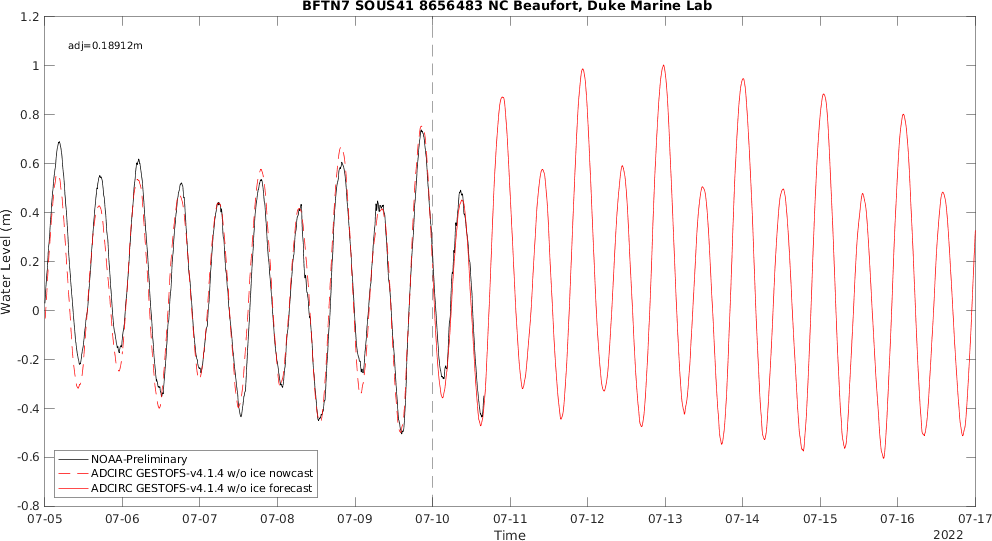 BFTN7 SOUS41 8656483 NC Beaufort, Duke Marine Lab
1.2
adj=0.18912m
1
0.8
0.6
0.4
0.2
0
-0.2
-0.4
-0.6
-0.8
Water Level (m)
NOAA-Preliminary
ADCIRC GESTOFS-v4.1.4 w/o ice nowcast
ADCIRC GESTOFS-v4.1.4 w/o ice forecast
07-05 07-06 07-07 07-08 07-09 07-10 07-11 07-12 07-13 07-14 07-15 07-16 07-17
Time
2022